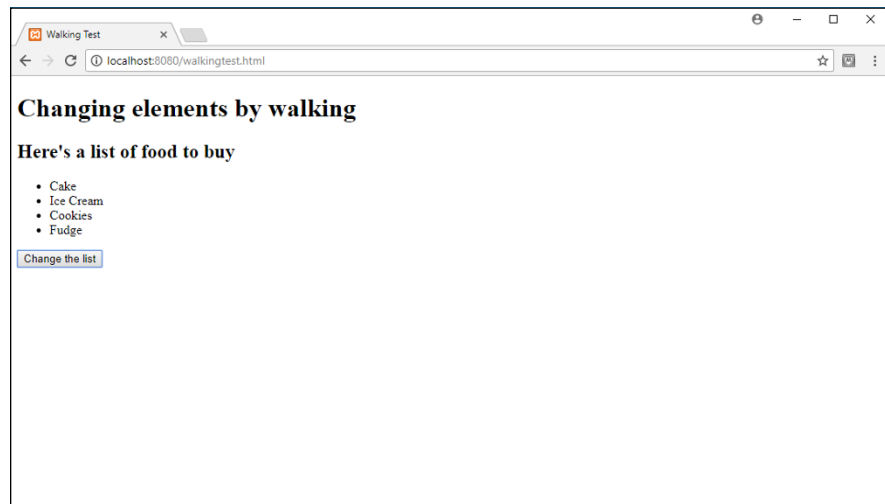 Walking Test
localhost:8080/walkingtest.html
Changing elements by walking
Here's a list of food to buy
Cake
Ice Cream
Cookies
Fudge
Change the list